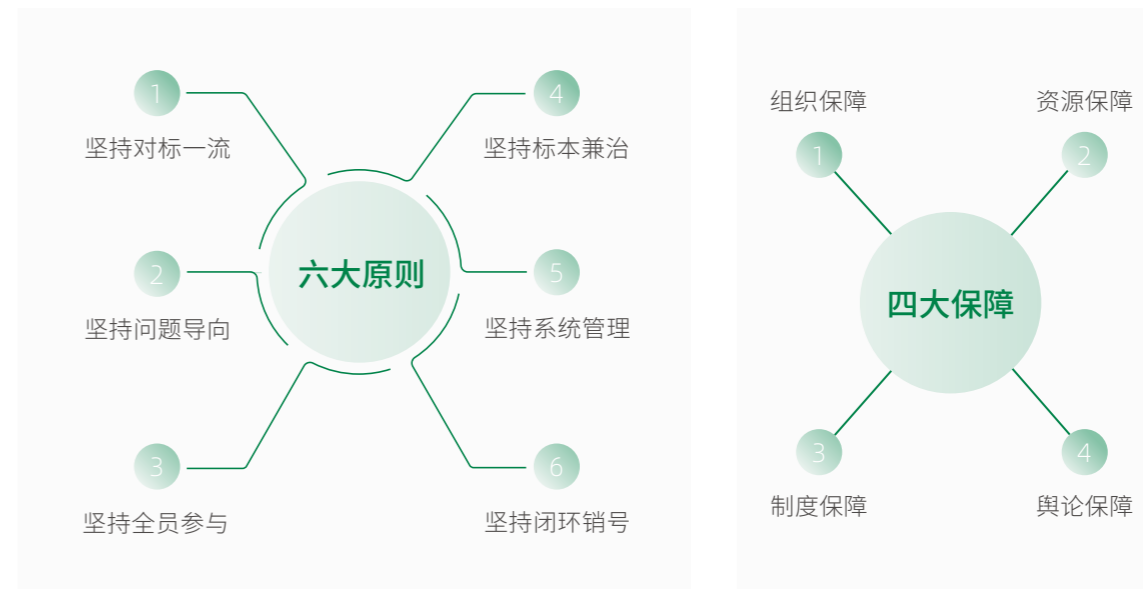 1
坚持对标一流
2
坚持问题导向
3
坚持全员参与
六大原则
4
坚持标本兼治
5
坚持系统管理
6
坚持闭环销号
组织保障
1
资源保障
2
四大保障
3
制度保障
4
舆论保障